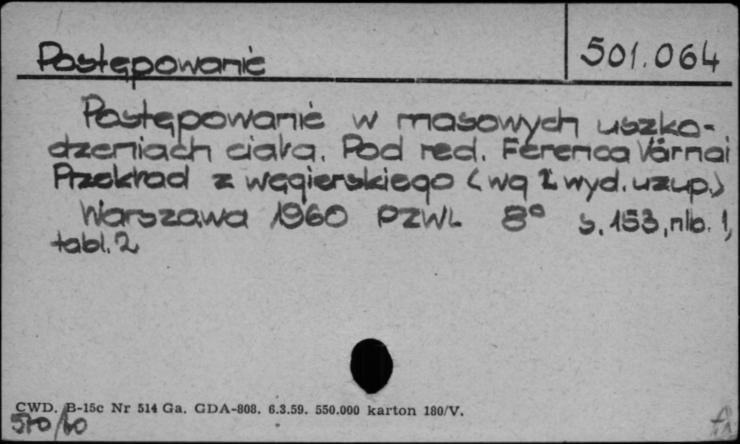 Postępowanie
501.064
Postępowanie w masowych uszko-
dzeniach ciała. Pod red. Ferenca Várnai
Przekład z węgierskiego (wg 2 wyd. uzup.)
Warszawa 1960 PZWL 8° s. 153, nlb. 1,
tabl. 2
CWD. B-15c Nr 514 Ga. GDA-808. 6.3.59. 550.000 karton 180/V.
510/60